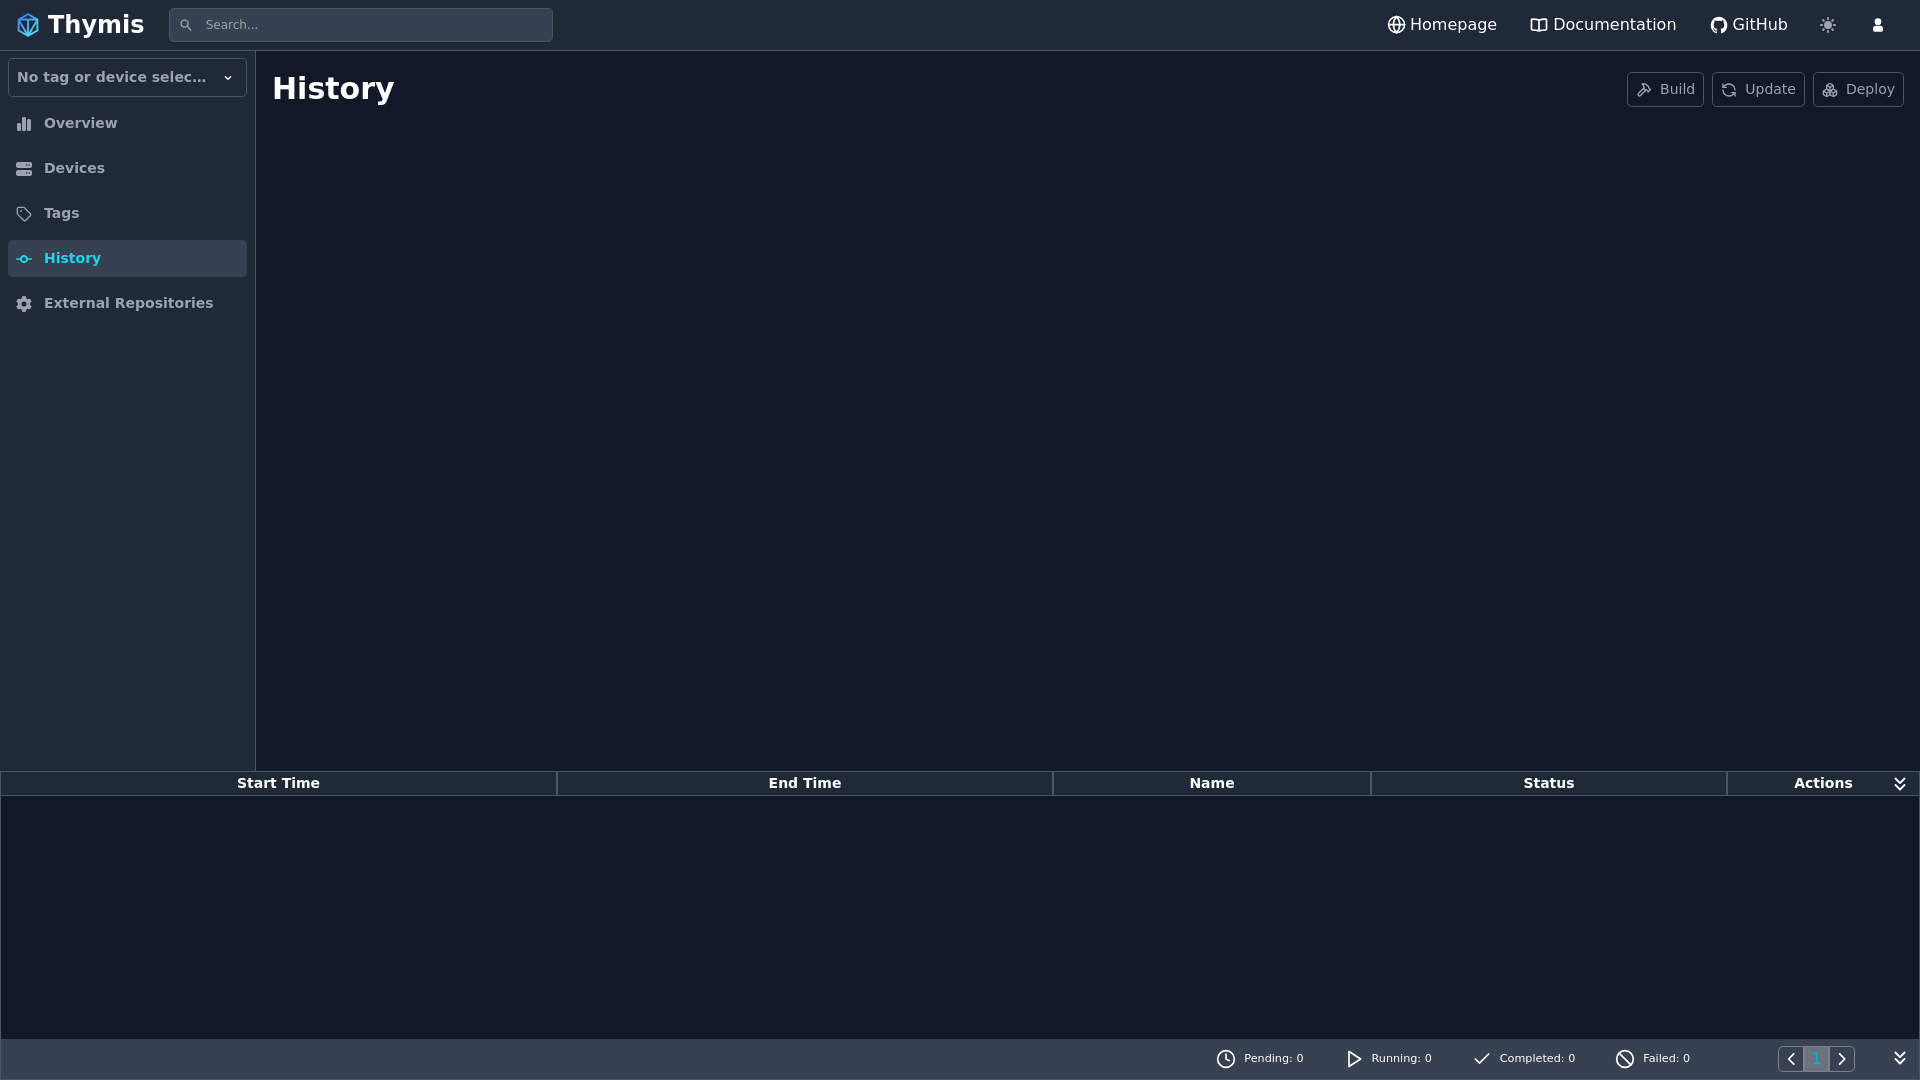 Thymis
Search...
Homepage
Documentation
GitHub
No tag or device selec...
Overview
Devices
Tags
History
External Repositories
History
Build
Update
Deploy
Start Time
End Time
Name
Status
Actions
Pending: 0
Running: 0
Completed: 0
Failed: 0
1